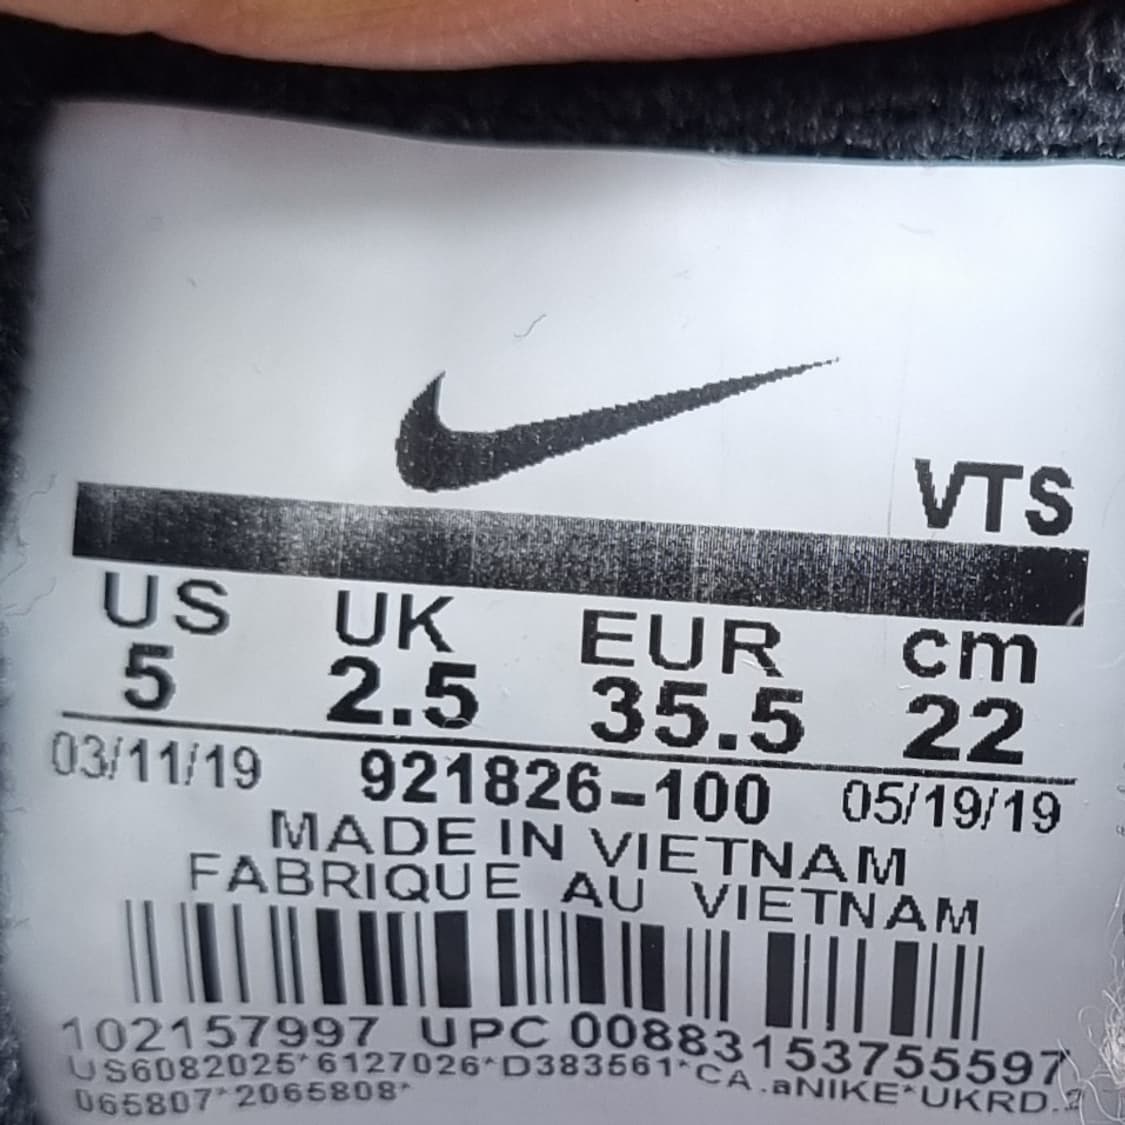 VTS
US UK EUR cm
5 2.5 35.5 22
03/11/19 921826-100 05/19/19
MADE IN VIETNAM
FABRIQUE AU VIETNAM
102157997 UPC 00883153755597
US6082025*6127026*D383561*CA.aNIKE*UKRD.2
065807*2065808*